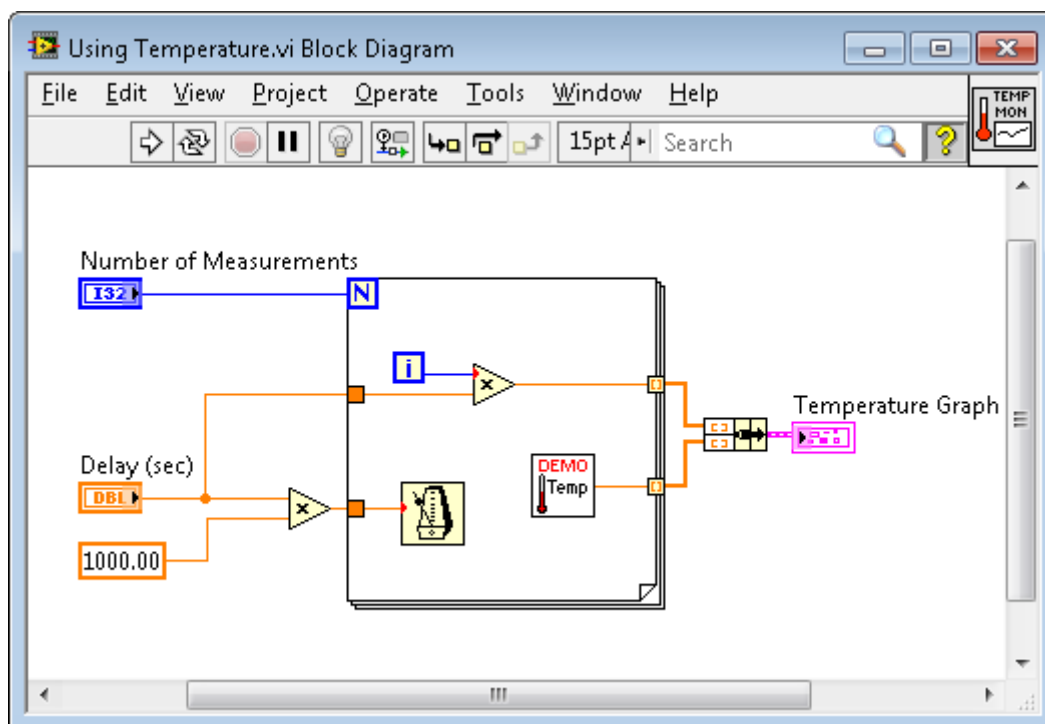 Using Temperature.vi Block Diagram
File Edit View Project Operate Tools Window Help
TEMP
MON
15pt A Search
Number of Measurements
I32
N
i
x
Temperature Graph
Delay (sec)
DEMO
Temp
DBL
x
1000.00